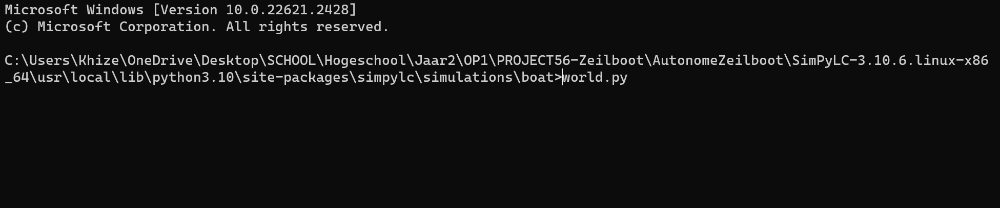 Microsoft Windows [Version 10.0.22621.2428]
(c) Microsoft Corporation. All rights reserved.
C:\Users\Khize\OneDrive\Desktop\SCHOOL\Hogeschool\Jaar2\OP1\PROJECT56-Zeilboot\AutonomeZeilboot\SimPyLC-3.10.6.linux-x86
_64\usr\local\lib\python3.10\site-packages\simpylc\simulations\boat>world.py